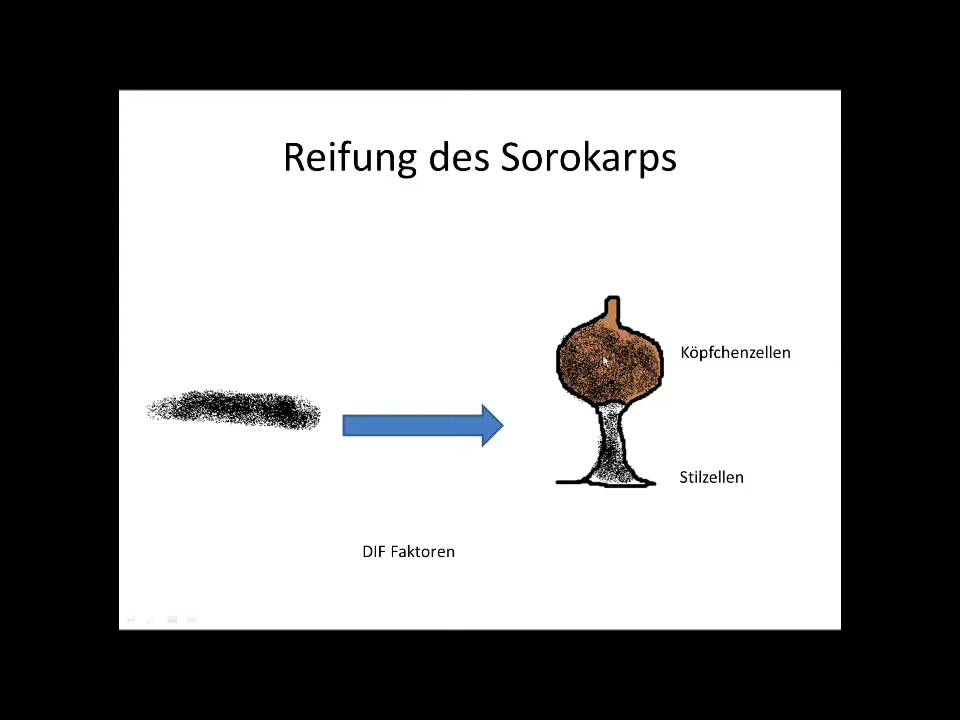 Reifung des Sorokarps
Köpfchenzellen
Stilzellen
DIF Faktoren